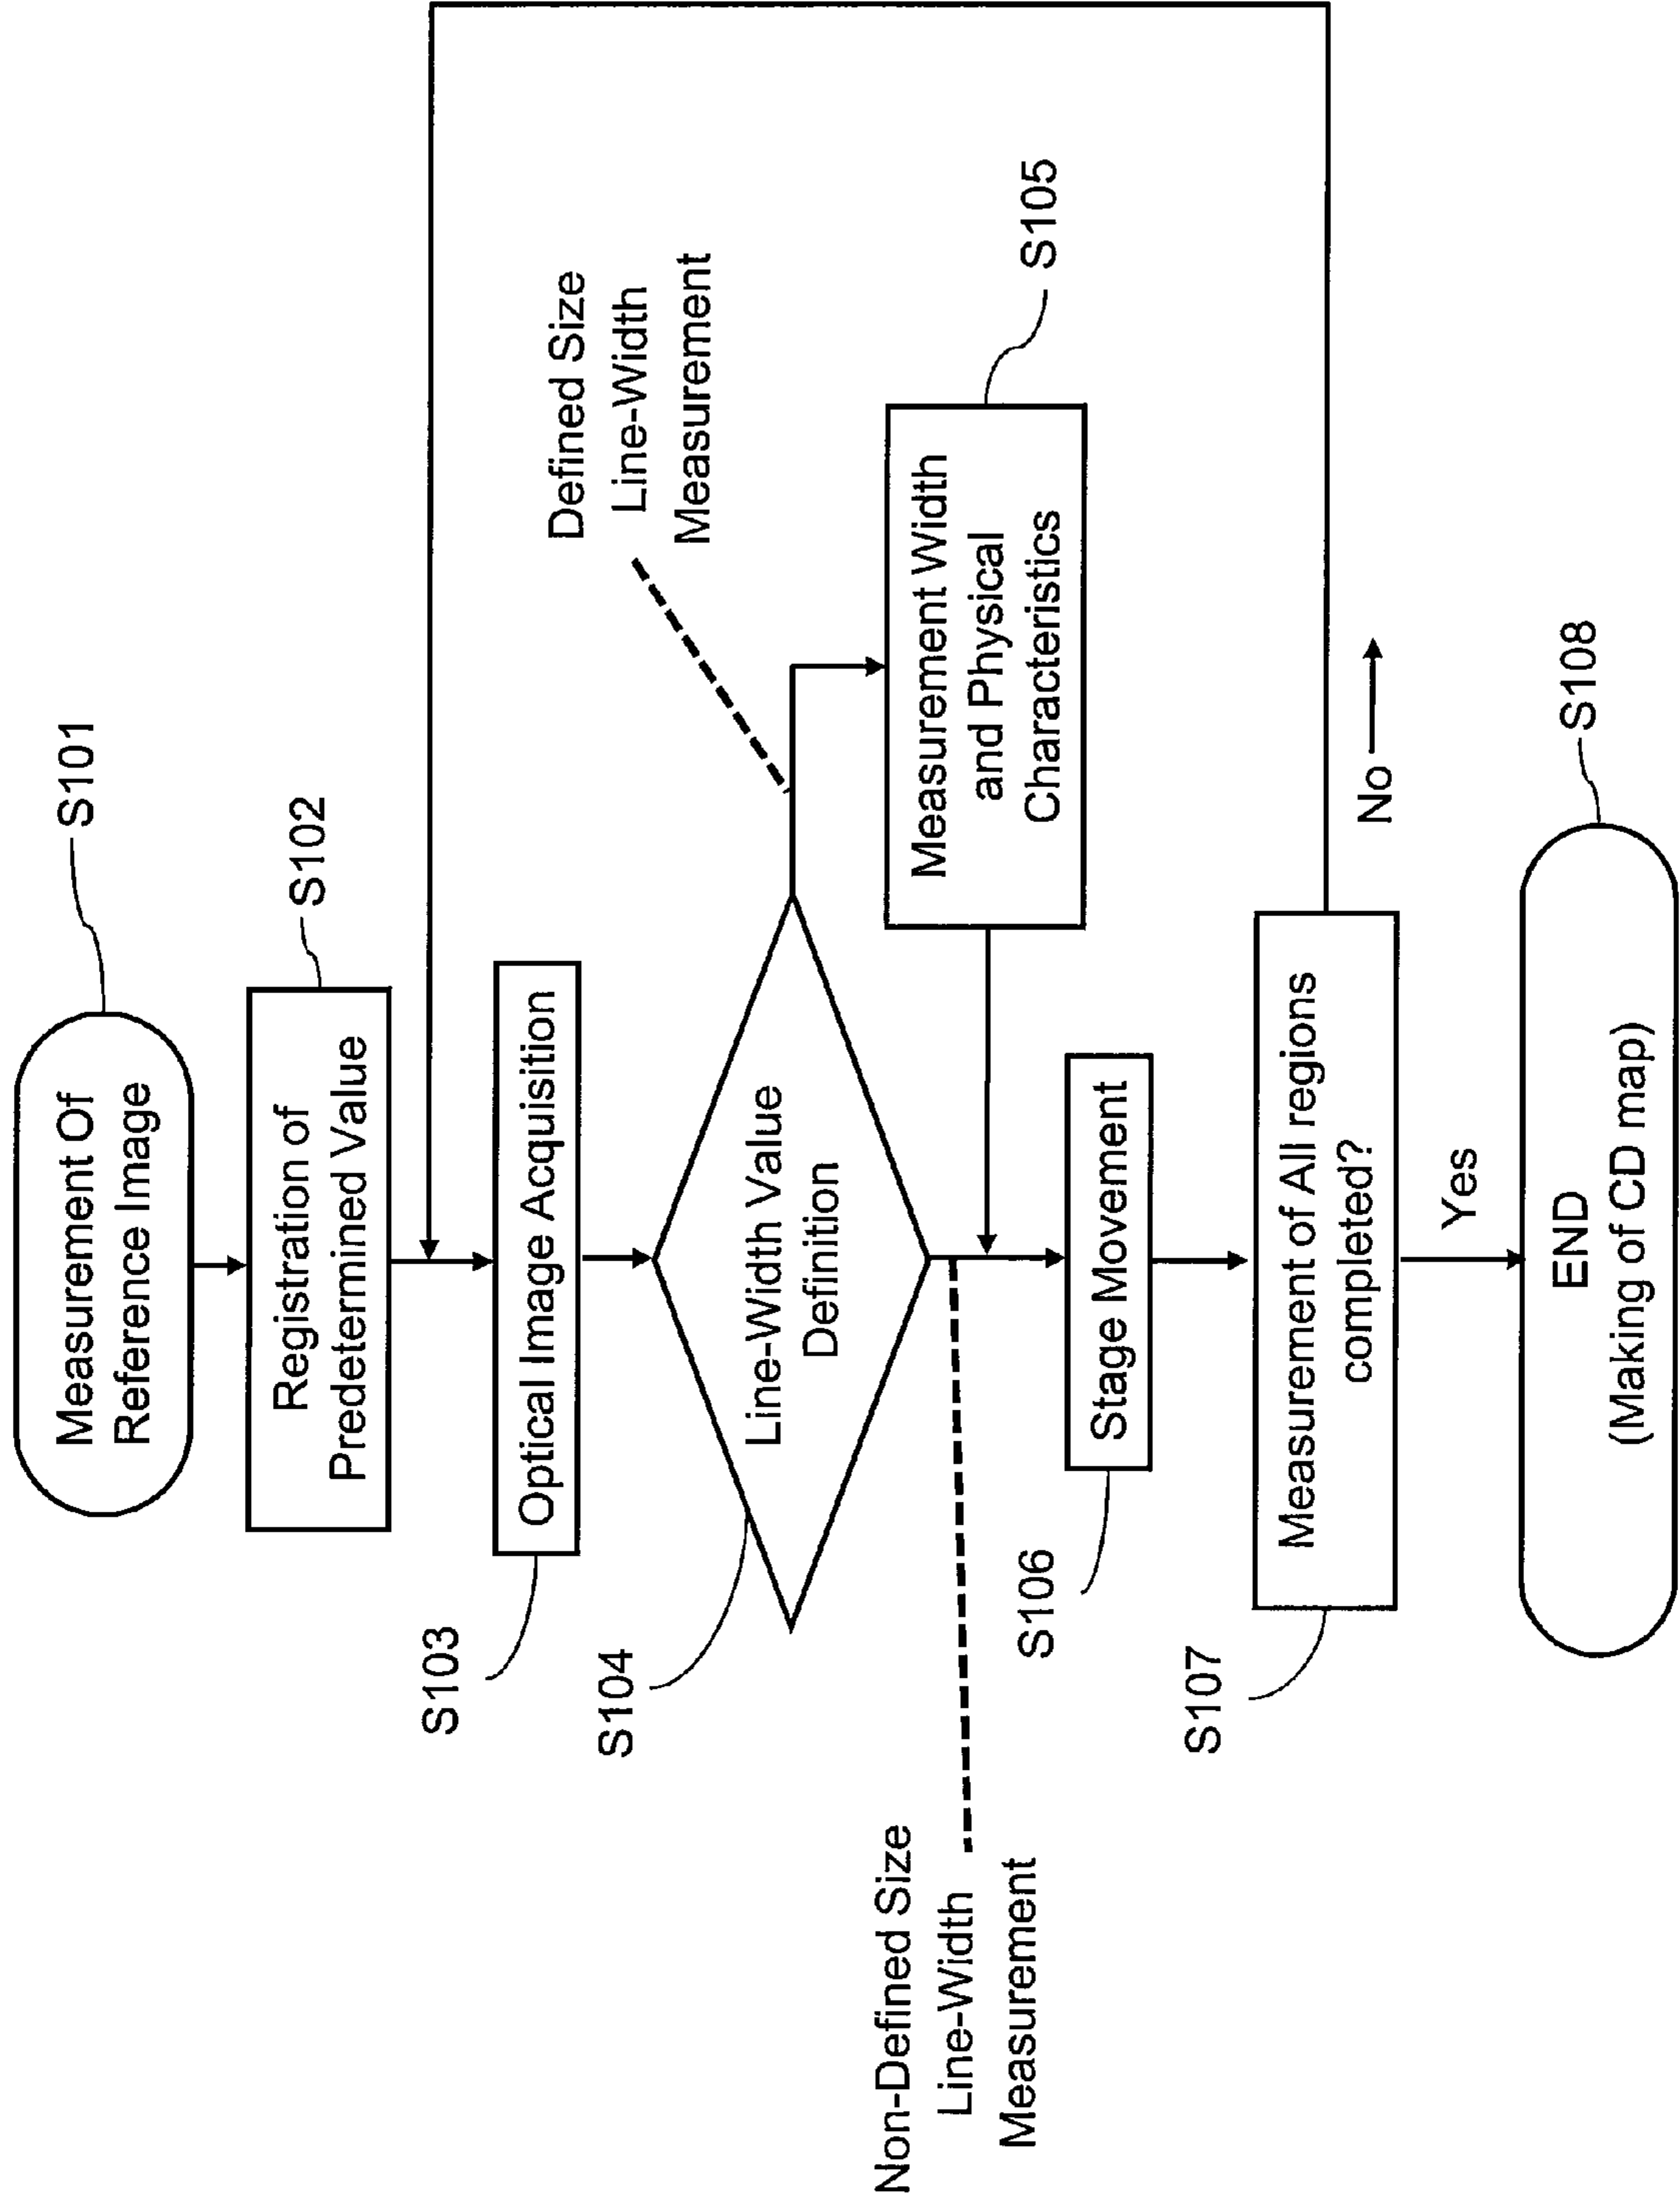 Measurement Of
Reference Image
S101
Registration of
Predetermined Value
S102
S103
Optical Image Acquisition
S104
Line-Width Value
Definition
Defined Size
Line-Width
Measurement
Measurement Width
and Physical
Characteristics
S105
Non-Defined Size
Line-Width
Measurement
S106
Stage Movement
S107
Measurement of All regions
completed?
No
Yes
END
(Making of CD map)
S108